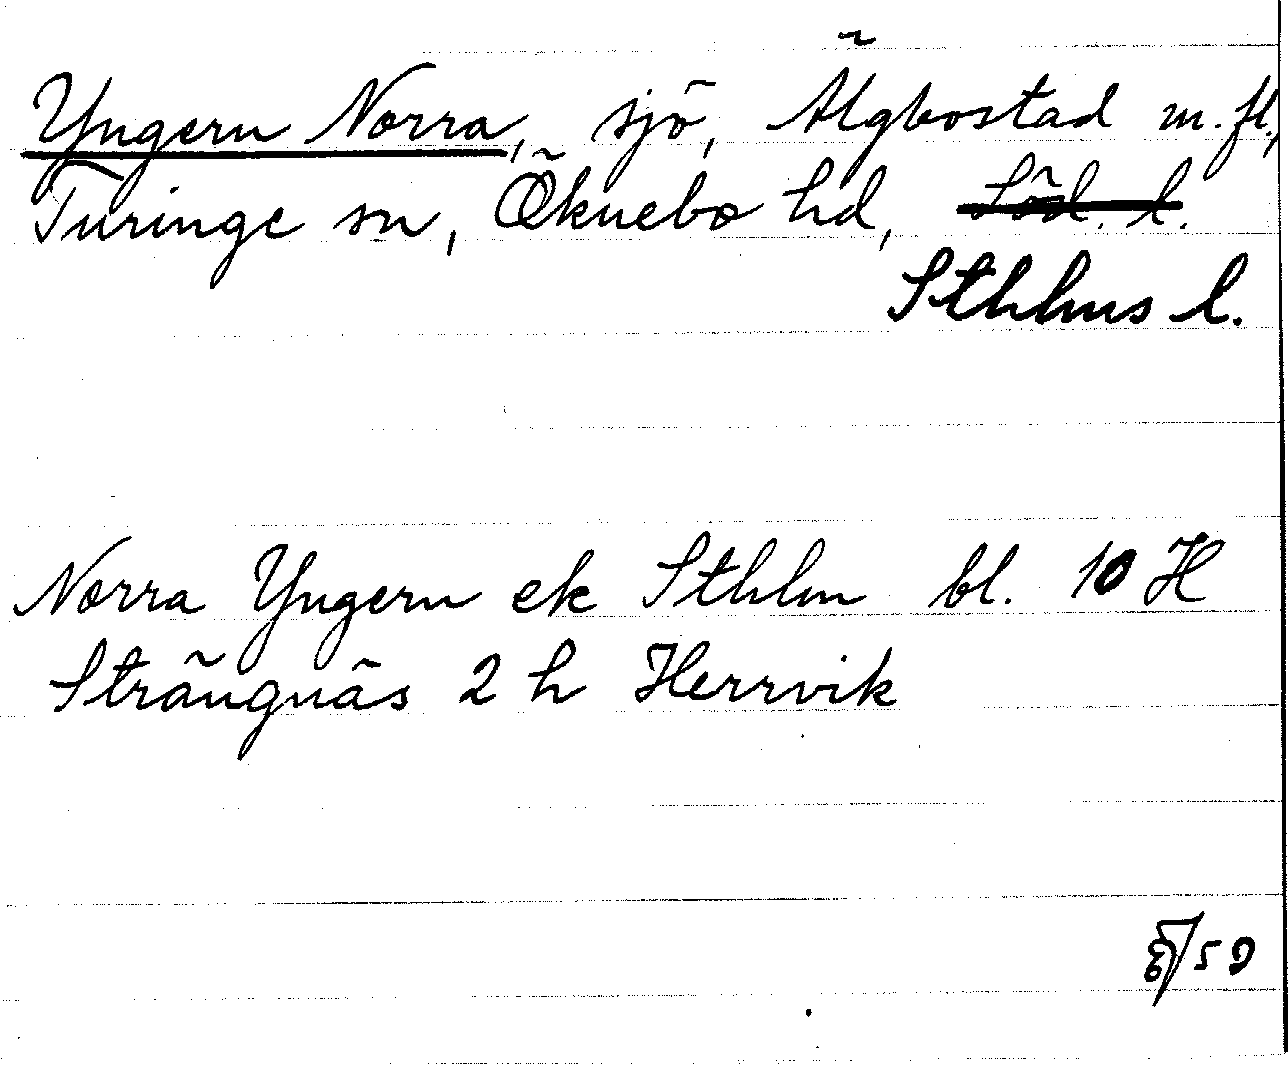 Yngern Norra, sjö, Älgbostad m.fl.,
Turinge sn, Öknebo hd, Söd. l.
Sthlms l.
Norra Yngern ek Sthlm bl. 10 H
Strängnäs 2 h Herrvik
59